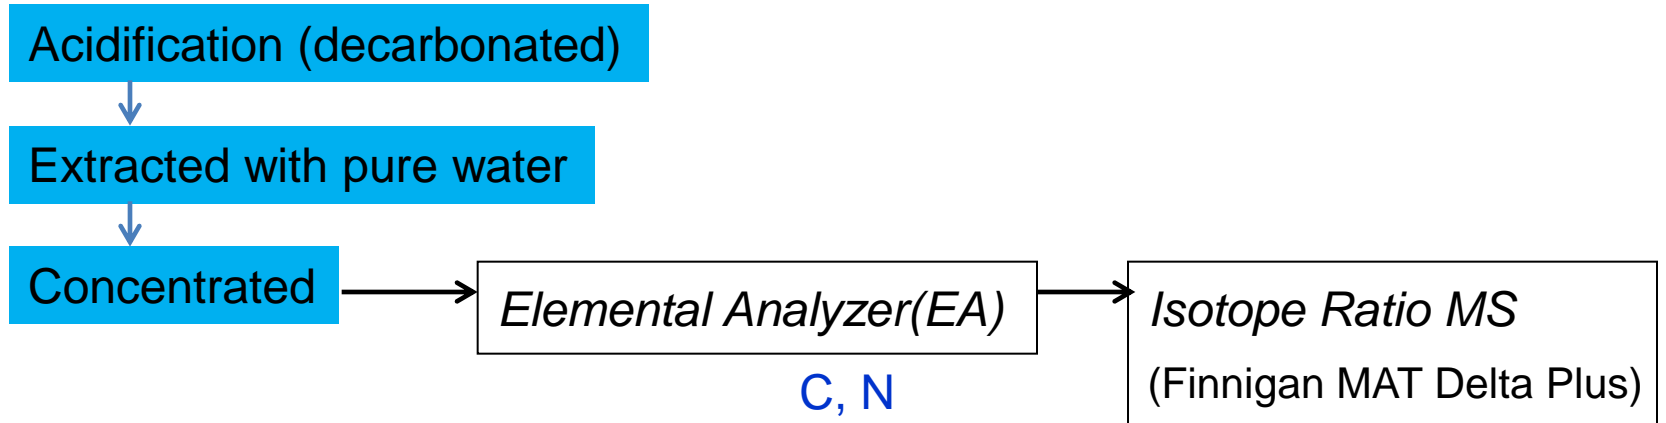 Acidification (decarbonated)
Extracted with pure water
Concentrated
Elemental Analyzer(EA)
C, N
Isotope Ratio MS
(Finnigan MAT Delta Plus)